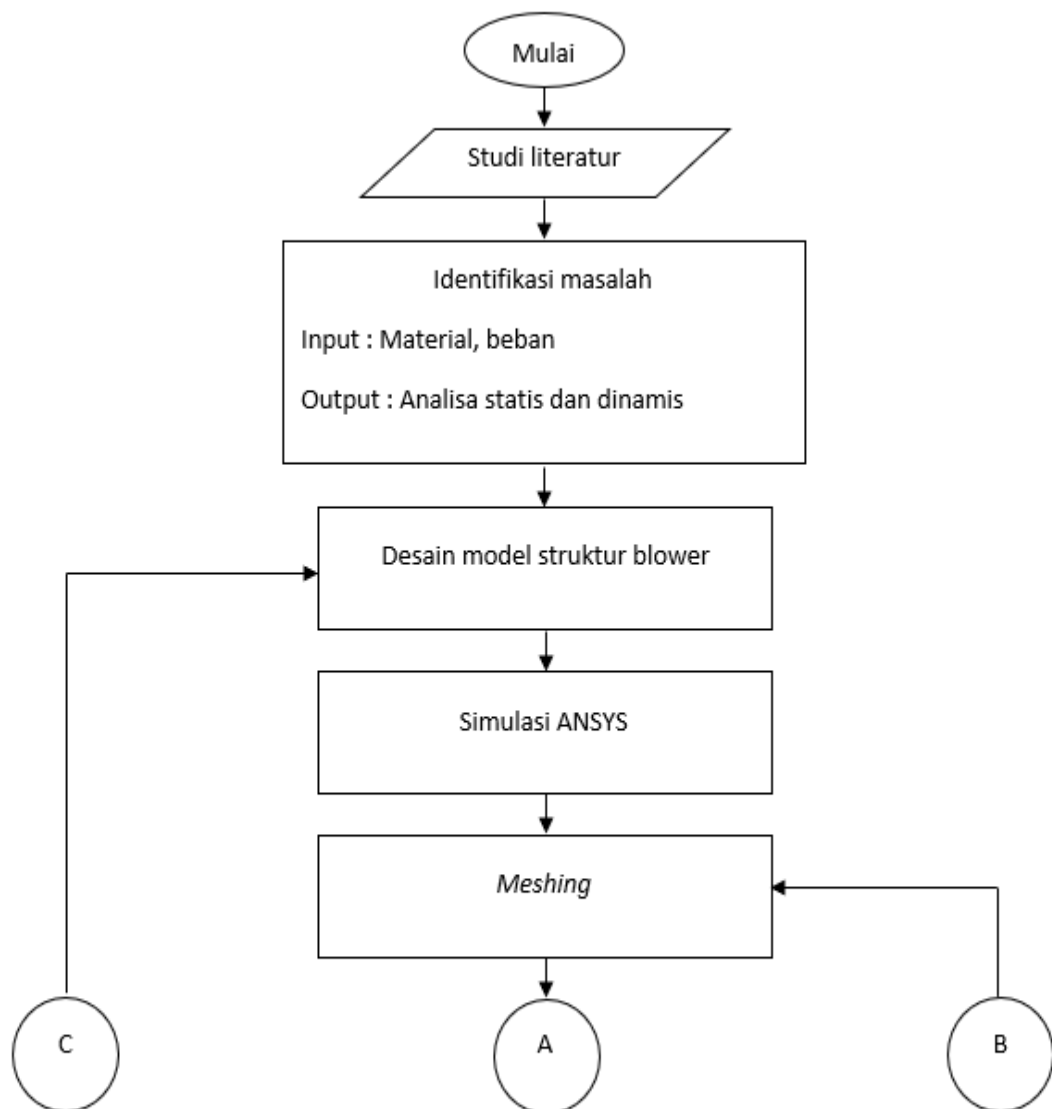 Mulai
Studi literatur
Identifikasi masalah
Input : Material, beban
Output : Analisa statis dan dinamis
Desain model struktur blower
Simulasi ANSYS
Meshing
C
A
B